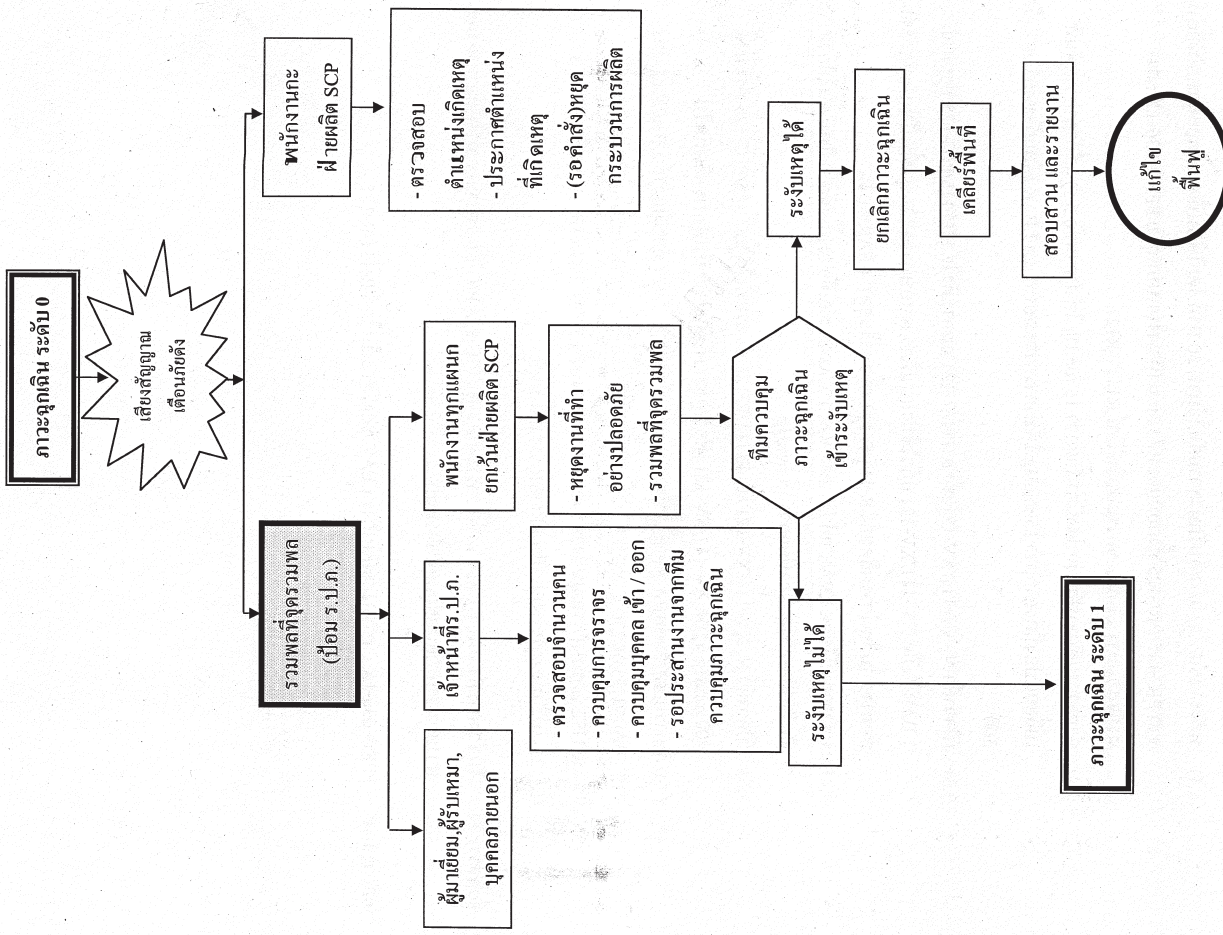 ภาวะฉุกเฉิน ระดับ 0
เสียงสัญญาณ
เตือนภัยดัง
รวมพลที่จุดรวมพล
(ป้อม ร.ป.ภ.)
พนักงานกะ
ฝ่ายผลิต SCP
- ตรวจสอบ
ตำแหน่งเกิดเหตุ
- ประกาศตำแหน่ง
ที่เกิดเหตุ
- (รอคำสั่ง)หยุด
กระบวนการผลิต
ผู้มาเยี่ยม,ผู้รับเหมา,
บุคคลภายนอก
เจ้าหน้าที่ร.ป.ภ.
พนักงานทุกแผนก
ยกเว้นฝ่ายผลิต SCP
- ตรวจสอบจำนวนคน
- ควบคุมการจราจร
- ควบคุมบุคคล เข้า / ออก
- รอประสานงานจากทีม
ควบคุมภาวะฉุกเฉิน
- หยุดงานที่ทำ
อย่างปลอดภัย
- รวมพลที่จุดรวมพล
ทีมควบคุม
ภาวะฉุกเฉิน
เข้าระงับเหตุ
ระงับเหตุไม่ได้
ระงับเหตุได้
ยกเลิกภาวะฉุกเฉิน
เคลียร์พื้นที่
สอบสวน และรายงาน
แก้ไข
ฟื้นฟู
ภาวะฉุกเฉิน ระดับ 1